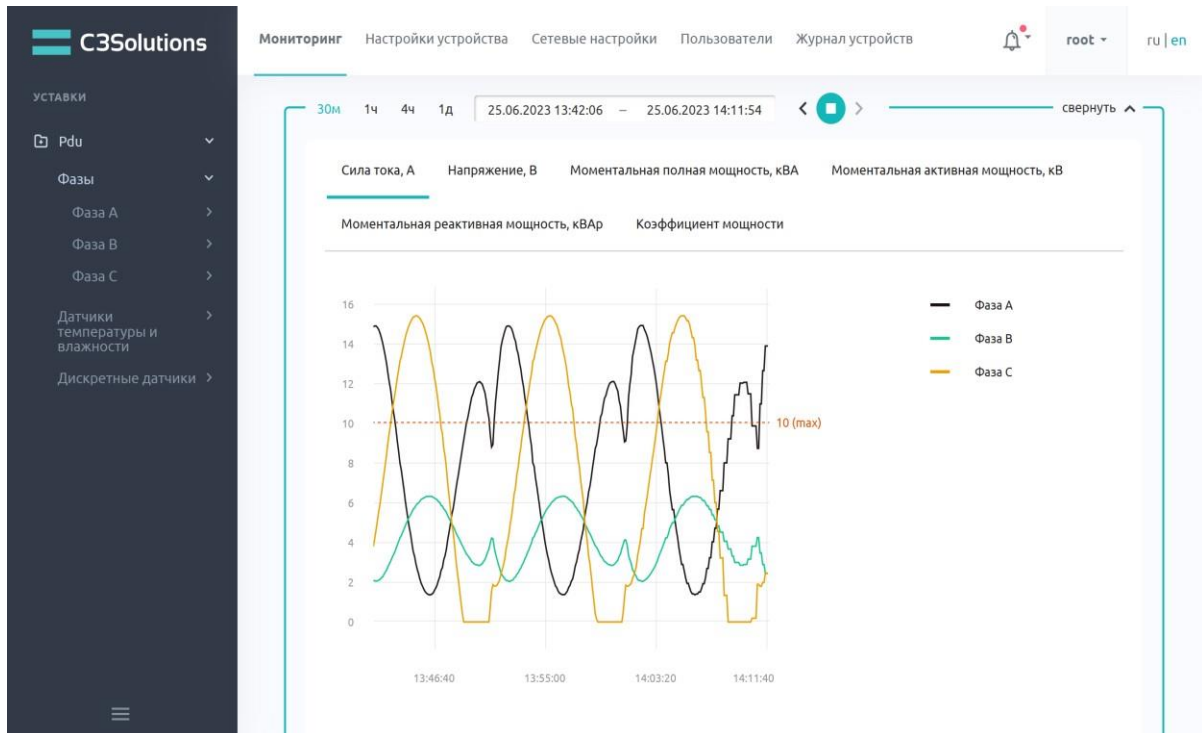 C3Solutions
Мониторинг Настройки устройства Сетевые настройки Пользователи Журнал устройств root ru | en
УСТАВКИ
Pdu
Фазы
Фаза А
Фаза В
Фаза С
Датчики
температуры и
влажности
Дискретные датчики
30м 1ч 4ч 1д 25.06.2023 13:42:06 – 25.06.2023 14:11:54 свернуть
Сила тока, А Напряжение, В Моментальная полная мощность, кВА Моментальная активная мощность, кВ
Моментальная реактивная мощность, кВАр Коэффициент мощности
16
14
12
10
8
6
4
2
0
10 (max)
13:46:40 13:55:00 14:03:20 14:11:40
Фаза А
Фаза В
Фаза С